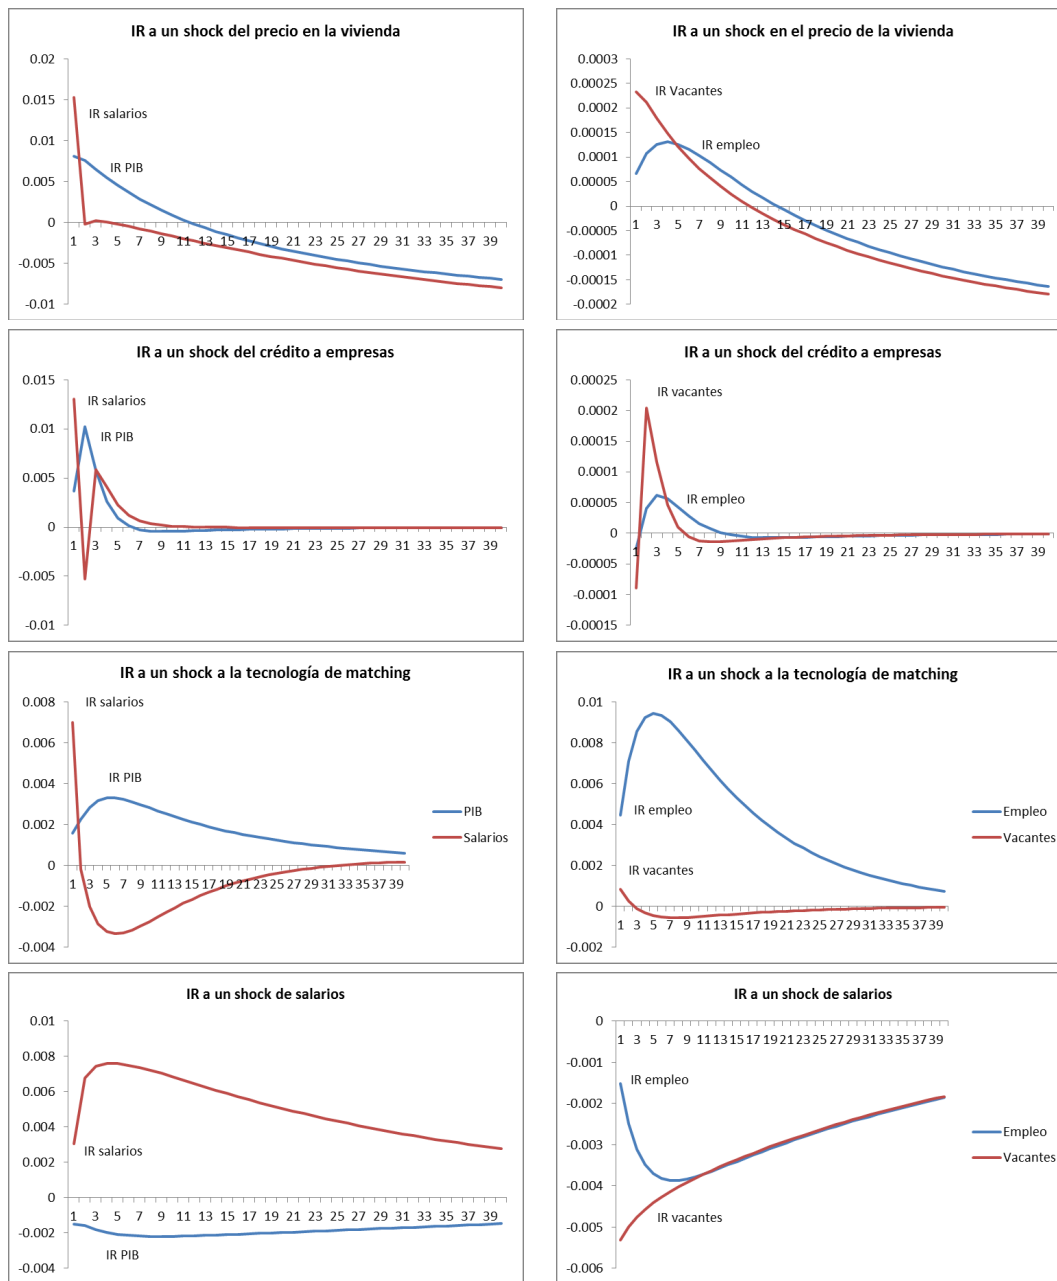 IR a un shock del precio en la vivienda
0.02
0.015
0.01
0.005
0
-0.005
-0.01
IR salarios
IR PIB
1 3 5 7 9 11 13 15 17 19 21 23 25 27 29 31 33 35 37 39
IR a un shock en el precio de la vivienda
0.0003
0.00025
0.0002
0.00015
0.0001
0.00005
0
-0.00005
-0.0001
-0.00015
-0.0002
IR Vacantes
IR empleo
1 3 5 7 9 11 13 15 17 19 21 23 25 27 29 31 33 35 37 39
IR a un shock del crédito a empresas
0.015
0.01
0.005
0
-0.005
-0.01
IR salarios
IR PIB
1 3 5 7 9 11 13 15 17 19 21 23 25 27 29 31 33 35 37 39
IR a un shock del crédito a empresas
0.00025
0.0002
0.00015
0.0001
0.00005
0
-0.00005
-0.0001
-0.00015
IR vacantes
IR empleo
1 3 5 7 9 11 13 15 17 19 21 23 25 27 29 31 33 35 37 39
IR a un shock a la tecnología de matching
0.008
0.006
0.004
0.002
0
-0.002
-0.004
IR salarios
IR PIB
1 3 5 7 9 11 13 15 17 19 21 23 25 27 29 31 33 35 37 39
PIB
Salarios
IR a un shock a la tecnología de matching
0.01
0.008
0.006
0.004
0.002
0
-0.002
IR empleo
IR vacantes
1 3 5 7 9 11 13 15 17 19 21 23 25 27 29 31 33 35 37 39
Empleo
Vacantes
IR a un shock de salarios
0.01
0.008
0.006
0.004
0.002
0
-0.002
-0.004
IR salarios
1 3 5 7 9 11 13 15 17 19 21 23 25 27 29 31 33 35 37 39
IR PIB
IR a un shock de salarios
0
-0.001
-0.002
-0.003
-0.004
-0.005
-0.006
1 3 5 7 9 11 13 15 17 19 21 23 25 27 29 31 33 35 37 39
IR empleo
IR vacantes
Empleo
Vacantes